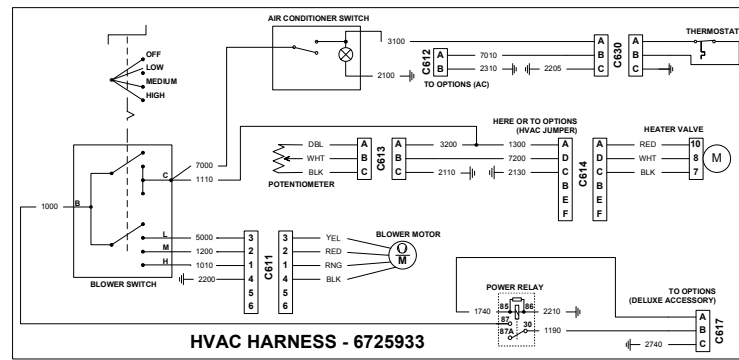 AIR CONDITIONER SWITCH
THERMOSTAT
OFF
LOW
MEDIUM
HIGH
3100
2100
C612
A
B
7010
2310
2205
TO OPTIONS (AC)
A
B
C
C630
A
B
C
HERE OR TO OPTIONS
(HVAC JUMPER)
HEATER VALVE
7000
1110
C
DBL
WHT
BLK
POTENTIOMETER
A
B
C
C613
A
B
C
3200
1300
7200
2110
2130
A
D
C
B
E
F
C614
A
D
C
B
E
F
RED
WHT
BLK
10
8
7
M
1000
B
L
M
H
5000
1200
1010
2200
BLOWER SWITCH
3
2
1
4
5
6
C611
3
2
1
4
5
6
YEL
RED
RNG
BLK
BLOWER MOTOR
M
POWER RELAY
85
86
87
87A
30
1740
2210
1190
TO OPTIONS
(DELUXE ACCESSORY)
A
B
C
C617
2740
HVAC HARNESS - 6725933